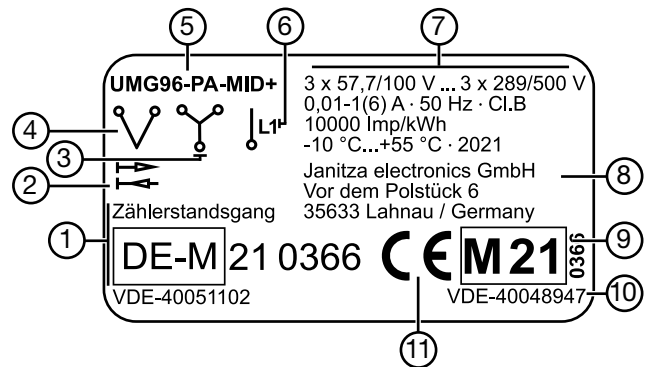 5
6
7
UMG96-PA-MID+
3 x 57,7/100 V ... 3 x 289/500 V
0,01-1(6) A · 50 Hz · Cl.B
10000 Imp/kWh
-10 °C...+55 °C · 2021
L1
4
3
2
Janitza electronics GmbH
Vor dem Polstück 6
35633 Lahnau / Germany
8
1
Zählerstandsgang
DE-M 21 0366 CE M 21 0366
9
VDE-40051102
VDE-40048947
10
11